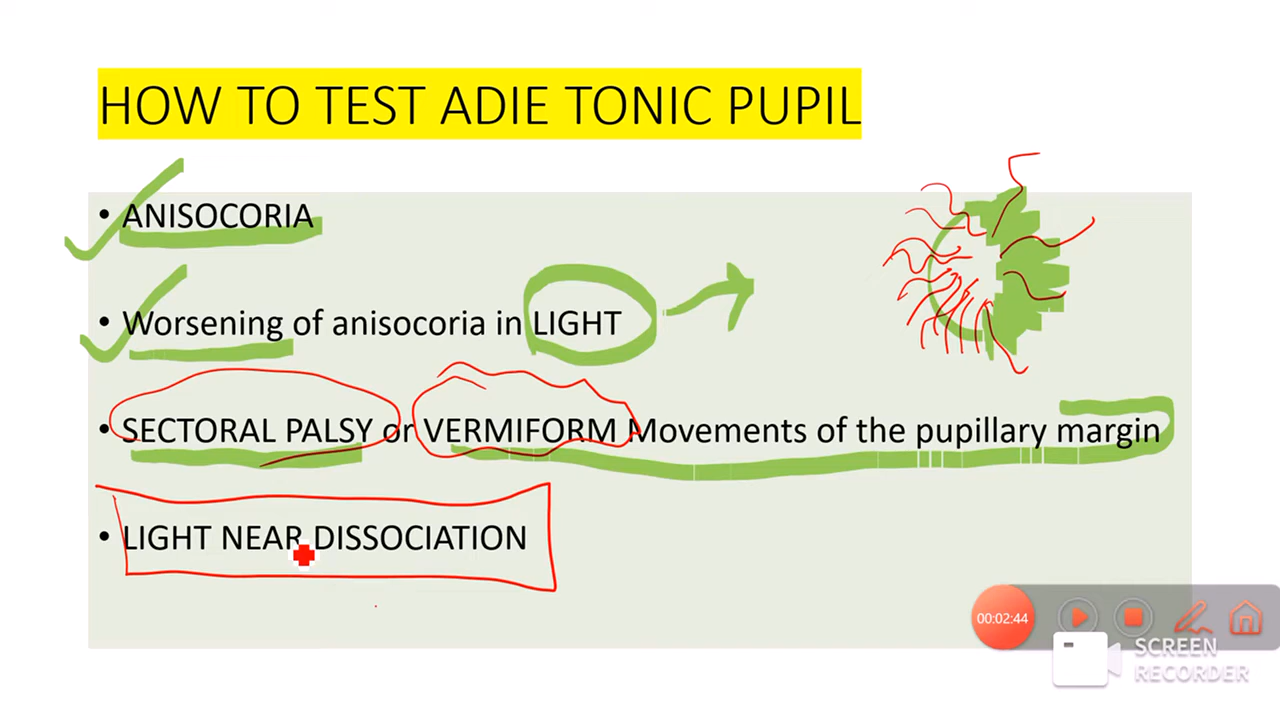 HOW TO TEST ADIE TONIC PUPIL
• ANISOCORIA
• Worsening of anisocoria in LIGHT
• SECTORAL PALSY or VERMIFORM Movements of the pupillary margin
• LIGHT NEAR DISSOCIATION
00:02:44
SCREEN
RECORDER